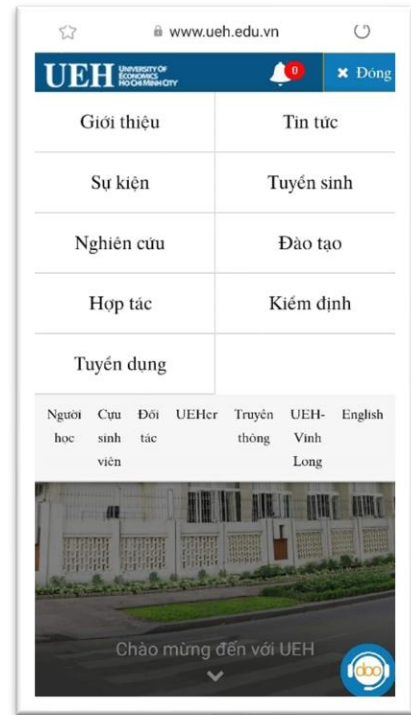 www.ueh.edu.vn
UEH UNIVERSITY OF
ECONOMICS
HO CHI MINH CITY
0
× Đóng
Giới thiệu
Tin tức
Sự kiện
Tuyển sinh
Nghiên cứu
Đào tạo
Hợp tác
Kiểm định
Tuyển dụng
Người học
Cựu sinh viên
Đối tác
UEHer
Truyền thông
UEH-Vĩnh Long
English
Chào mừng đến với UEH